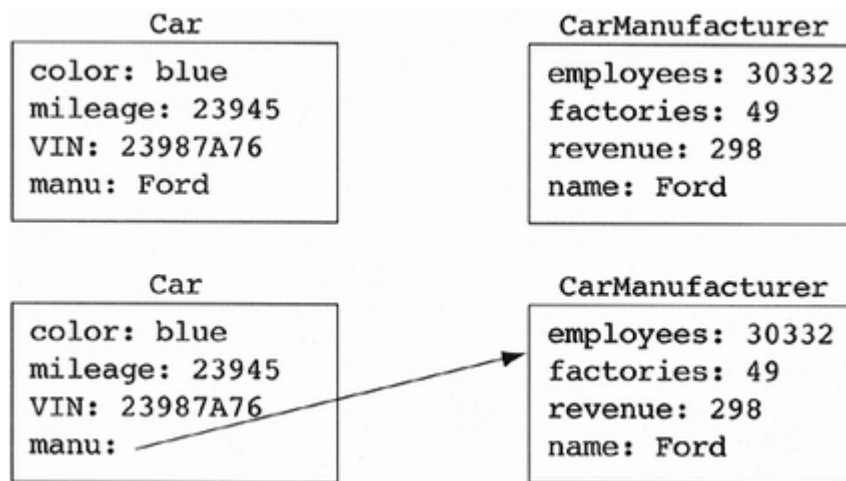 Car
color: blue
mileage: 23945
VIN: 23987A76
manu: Ford
CarManufacturer
employees: 30332
factories: 49
revenue: 298
name: Ford
Car
color: blue
mileage: 23945
VIN: 23987A76
manu:
CarManufacturer
employees: 30332
factories: 49
revenue: 298
name: Ford